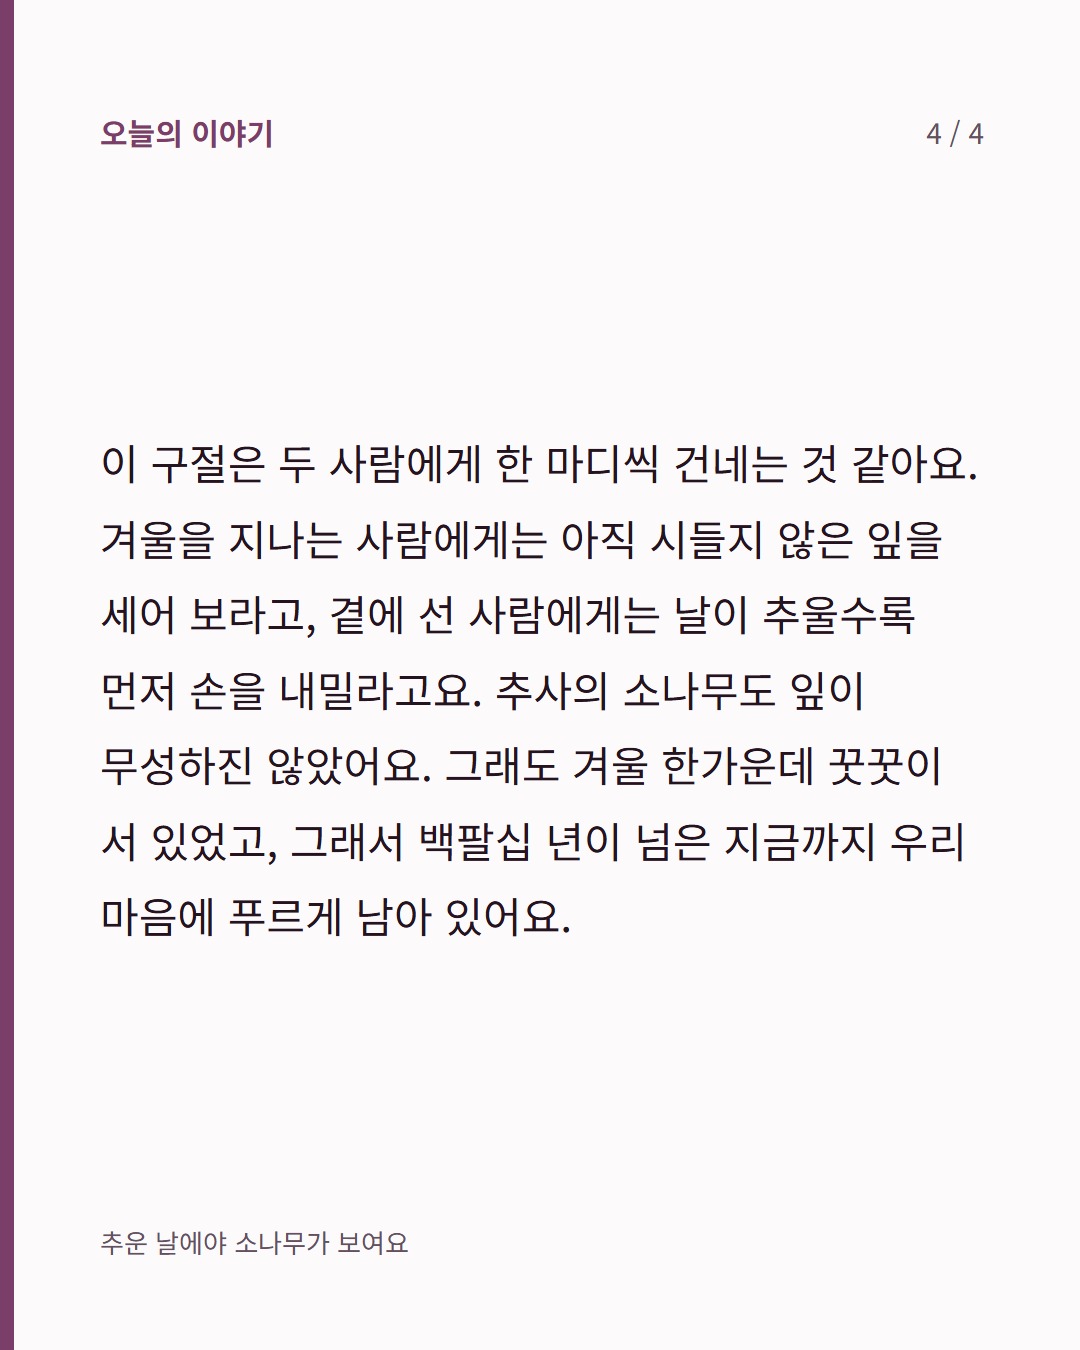 오늘의 이야기
4 / 4
이 구절은 두 사람에게 한 마디씩 건네는 것 같아요.
겨울을 지나는 사람에게는 아직 시들지 않은 잎을
세어 보라고, 곁에 선 사람에게는 날이 추울수록
먼저 손을 내밀라고요. 추사의 소나무도 잎이
무성하진 않았어요. 그래도 겨울 한가운데 꿋꿋이
서 있었고, 그래서 백팔십 년이 넘은 지금까지 우리
마음에 푸르게 남아 있어요.
추운 날에야 소나무가 보여요